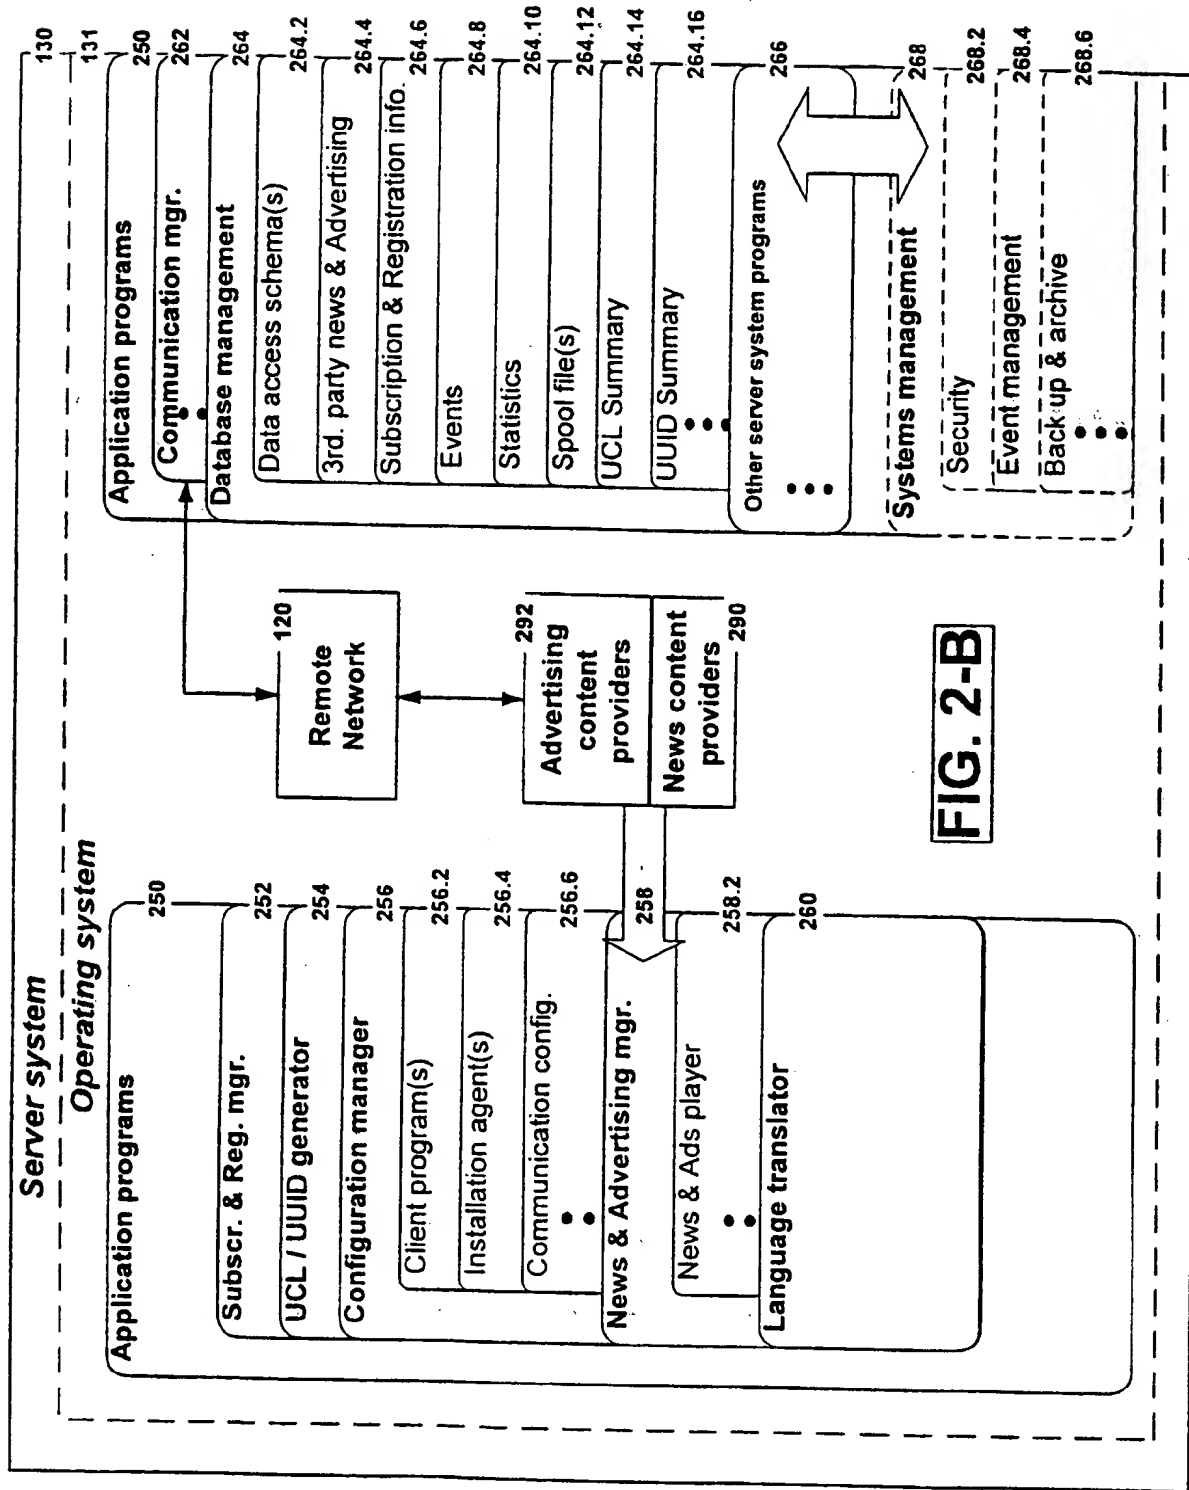 Server system
130
Operating system
131
Application programs
250
Subscr. & Reg. mgr.
252
UCL / UUID generator
254
Configuration manager
256
Client program(s)
256.2
Installation agent(s)
256.4
Communication config.
256.6
News & Advertising mgr.
258
News & Ads player
258.2
Language translator
260
Remote
Network
120
Advertising
content
providers
292
News content
providers
290
Application programs
250
Communication mgr.
262
Database management
264
Data access schema(s)
264.2
3rd. party news & Advertising
264.4
Subscription & Registration info.
264.6
Events
264.8
Statistics
264.10
Spool file(s)
264.12
UCL Summary
264.14
UUID Summary
264.16
Other server system programs
266
Systems management
268
Security
268.2
Event management
268.4
Back up & archive
268.6
FIG. 2-B